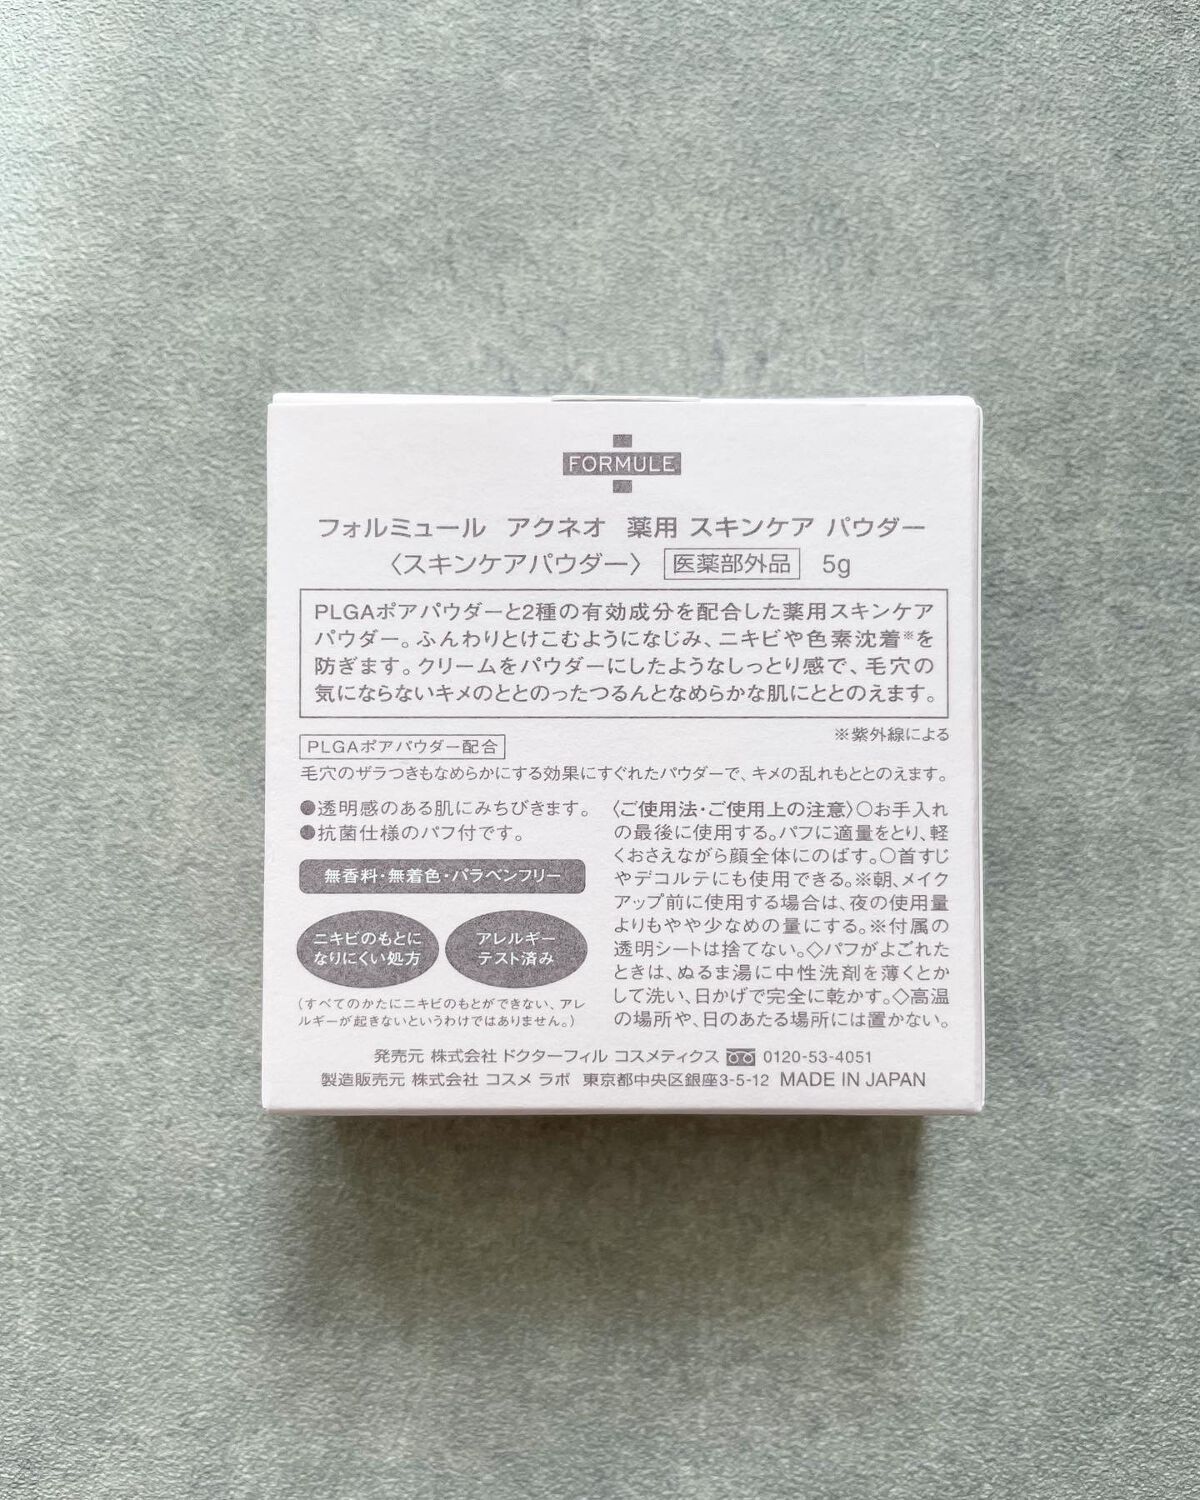 FORMULE
フォルミュール アクネオ 薬用 スキンケア パウダー
〈スキンケアパウダー〉 医薬部外品 5g
PLGAポアパウダーと2種の有効成分を配合した薬用スキンケア
パウダー。ふんわりとけこむようになじみ、ニキビや色素沈着※を
防ぎます。クリームをパウダーにしたようなしっとり感で、毛穴の
気にならないキメのととのったつるんとなめらかな肌にととのえます。
※紫外線による
PLGAポアパウダー配合
毛穴のザラつきもなめらかにする効果にすぐれたパウダーで、キメの乱れもととのえます。
●透明感のある肌にみちびきます。
●抗菌仕様のパフ付です。
無香料・無着色・パラベンフリー
ニキビのもとに
なりにくい処方
アレルギー
テスト済み
(すべてのかたにニキビのもとができない、アレ
ルギーが起きないというわけではありません。)
〈ご使用法・ご使用上の注意〉○お手入れ
の最後に使用する。パフに適量をとり、軽
くおさえながら顔全体にのばす。○首すじ
やデコルテにも使用できる。※朝、メイク
アップ前に使用する場合は、夜の使用量
よりもやや少なめの量にする。※付属の
透明シートは捨てない。◇パフがよごれた
ときは、ぬるま湯に中性洗剤を薄くとか
して洗い、日かげで完全に乾かす。◇高温
の場所や、日のあたる場所には置かない。
発売元 株式会社 ドクターフィル コスメティクス 0120-53-4051
製造販売元 株式会社 コスメ ラボ 東京都中央区銀座3-5-12 MADE IN JAPAN